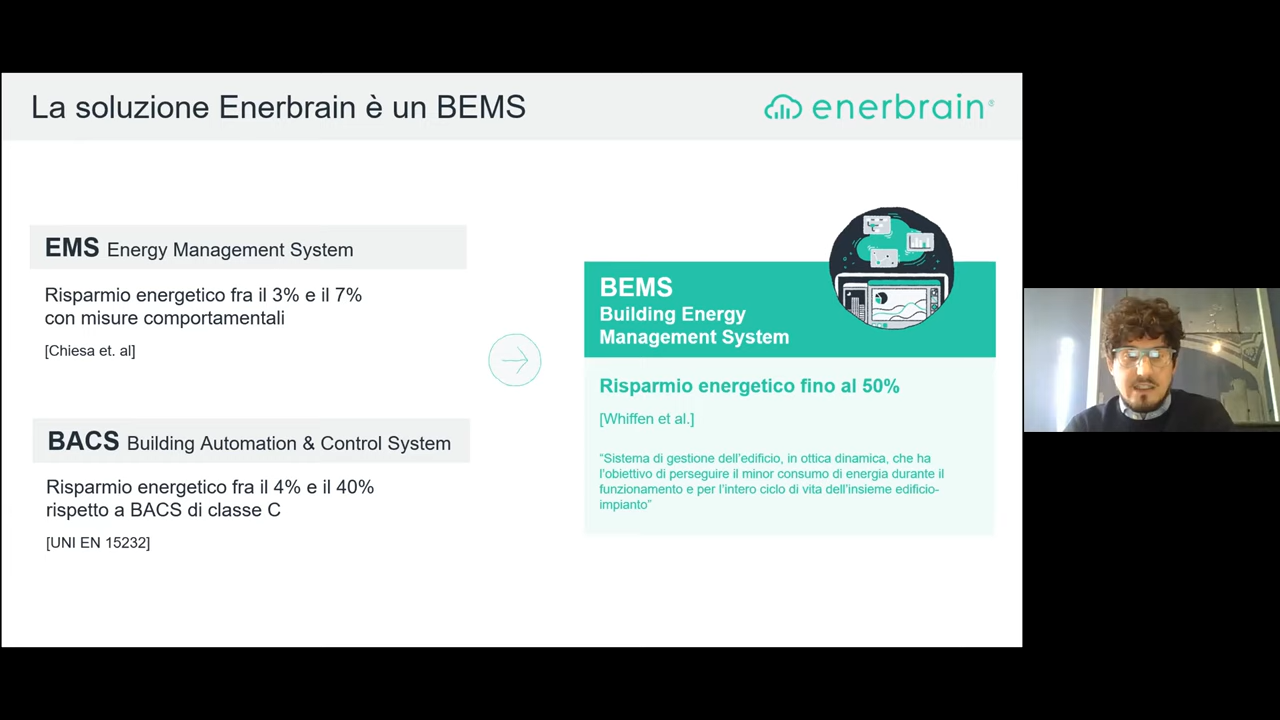 La soluzione Enerbrain è un BEMS
enerbrain®
EMS Energy Management System
Risparmio energetico fra il 3% e il 7%
con misure comportamentali
[Chiesa et. al]
BACS Building Automation & Control System
Risparmio energetico fra il 4% e il 40%
rispetto a BACS di classe C
[UNI EN 15232]
BEMS
Building Energy
Management System
Risparmio energetico fino al 50%
[Whiffen et al.]
"Sistema di gestione dell'edificio, in ottica dinamica, che ha
l'obiettivo di perseguire il minor consumo di energia durante il
funzionamento e per l'intero ciclo di vita dell'insieme edificio-
impianto"